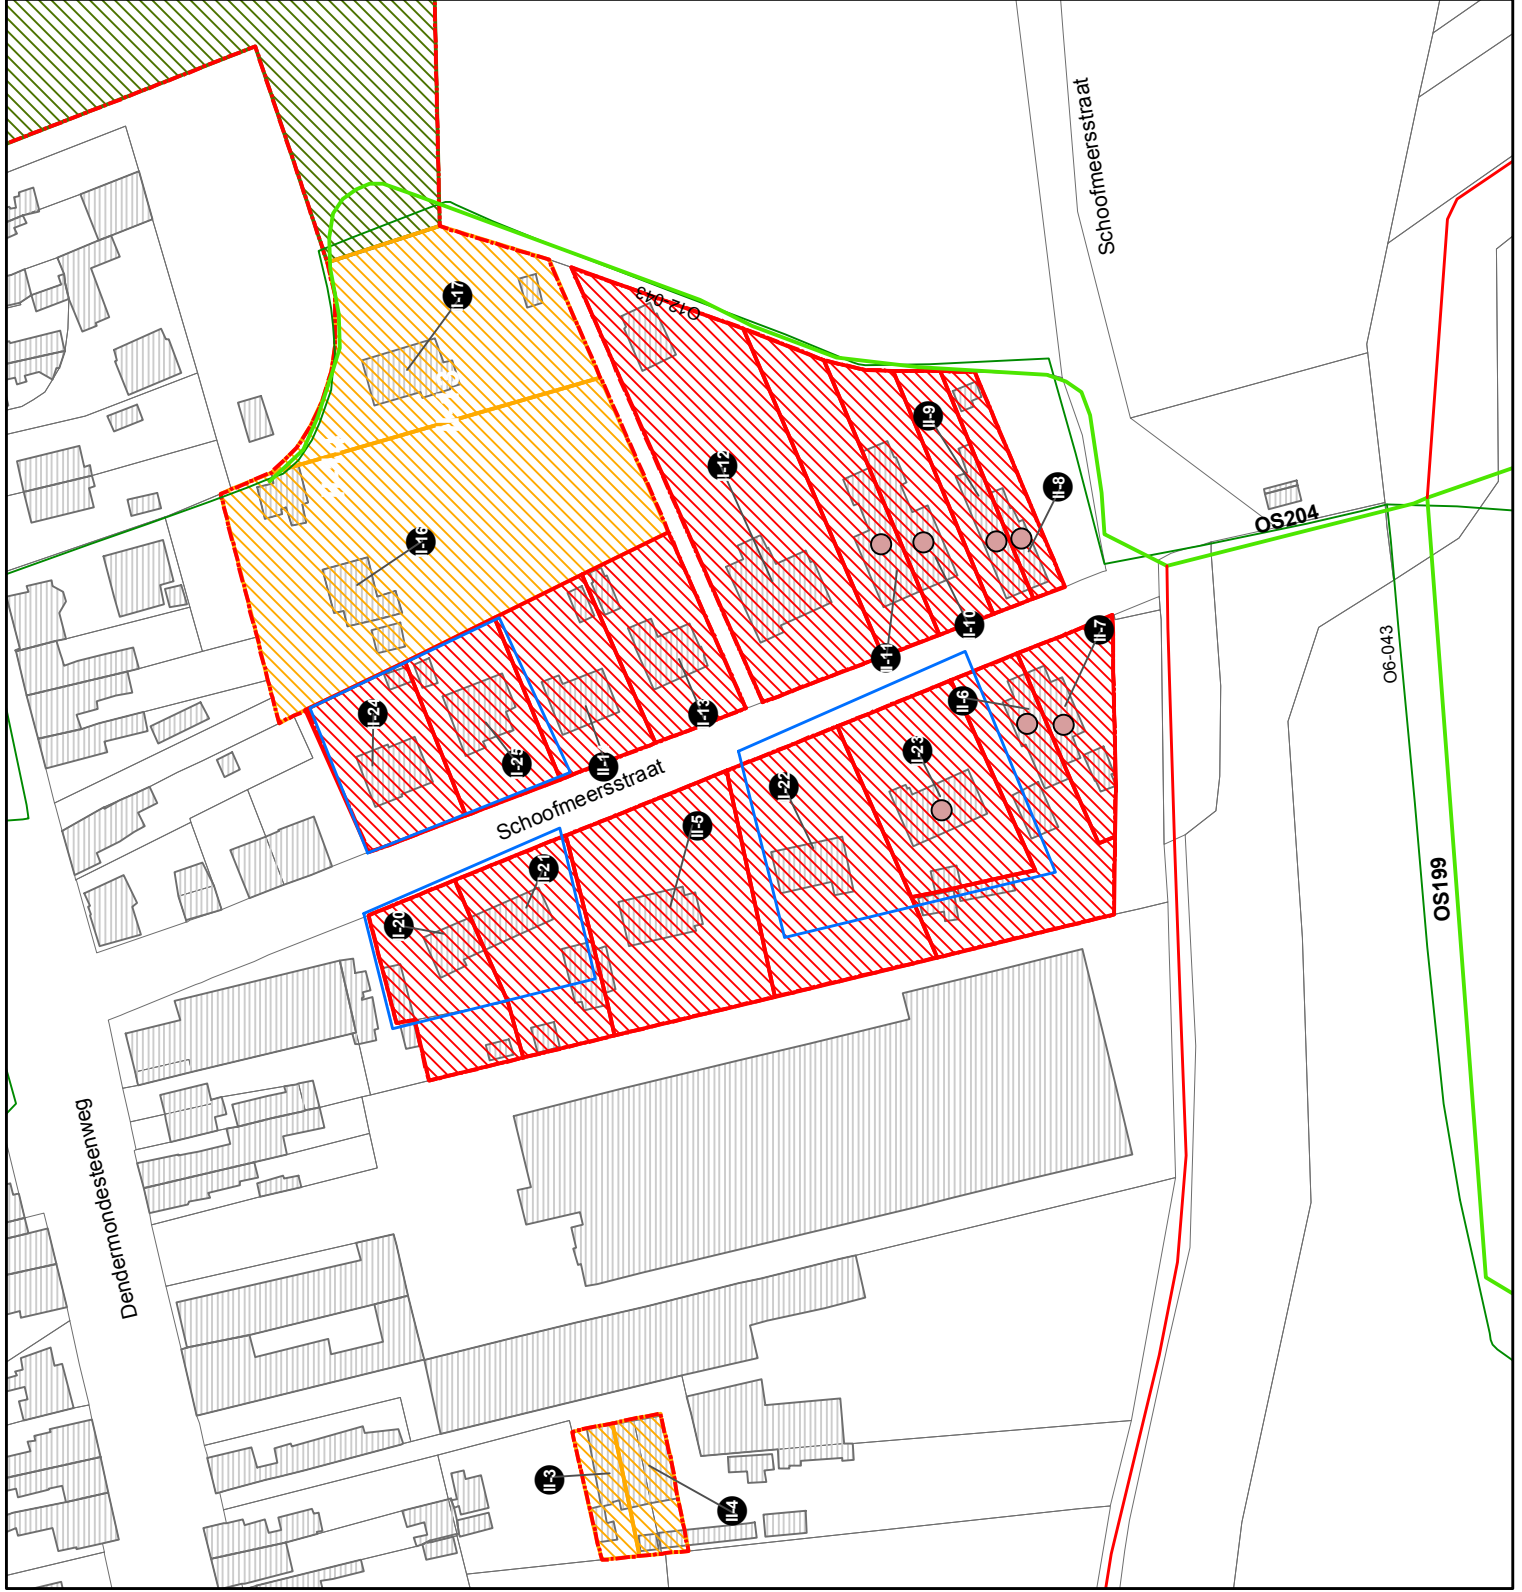 Schoofmeersstraat
I-17
O12-043
II-9
I-12
II-8
I-16
OS204
I-10
II-7
O6-043
I-11
II-6
I-24
I-13
I-23
I-25
II-1
Schoofmeersstraat
I-22
II-5
I-21
OS199
I-20
Dendermondesteenweg
II-3
II-4